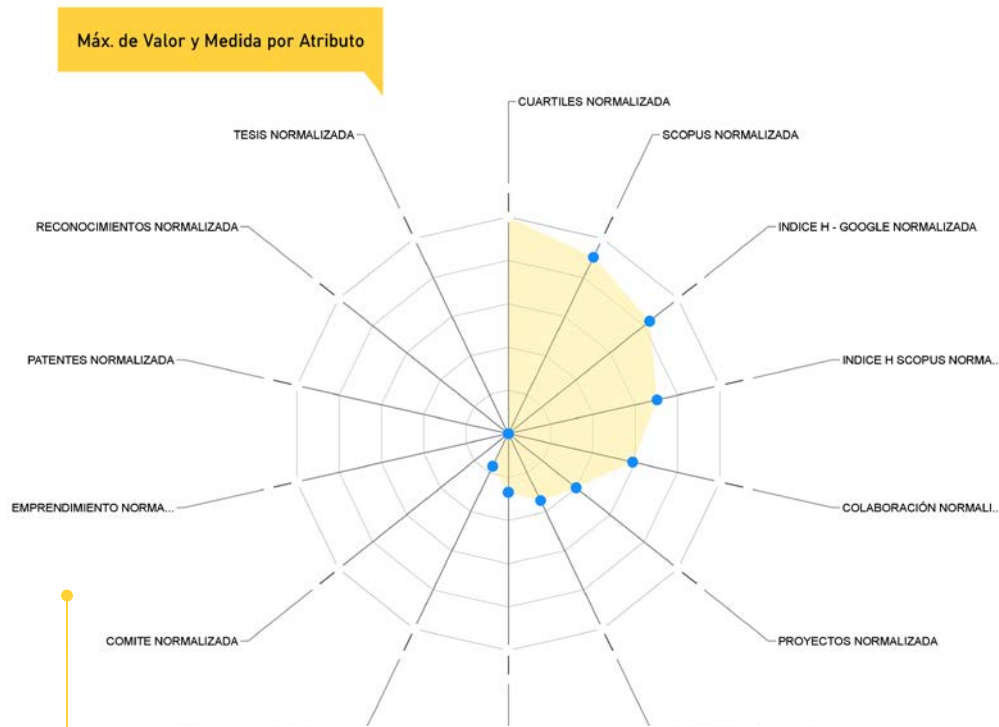 Máx. de Valor y Medida por Atributo
CUARTILES NORMALIZADA
TESIS NORMALIZADA
SCOPUS NORMALIZADA
RECONOCIMIENTOS NORMALIZADA
INDICE H - GOOGLE NORMALIZADA
PATENTES NORMALIZADA
INDICE H SCOPUS NORMA...
EMPRENDIMIENTO NORMA...
COLABORACIÓN NORMALI...
COMITE NORMALIZADA
PROYECTOS NORMALIZADA